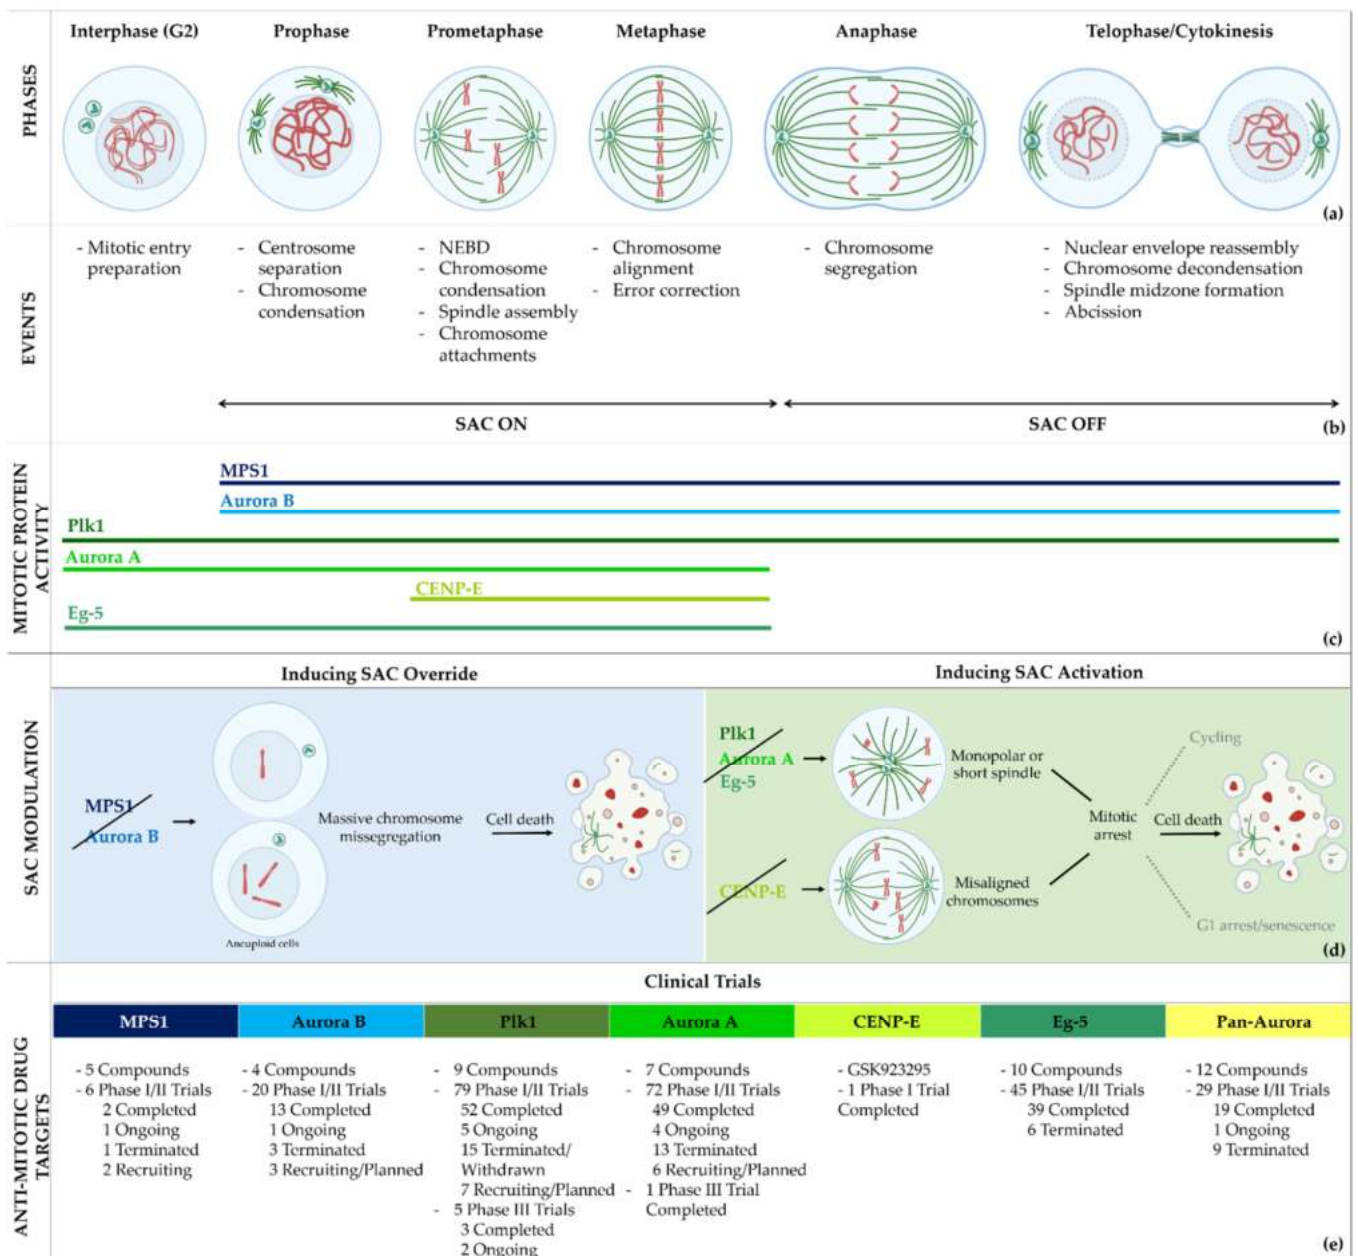 PHASES
Interphase (G2)
Prophase
Prometaphase
Metaphase
Anaphase
Telophase/Cytokinesis
(a)
EVENTS
- Mitotic entry
preparation
- Centrosome
separation
- Chromosome
condensation
- NEBD
- Chromosome
condensation
- Spindle assembly
- Chromosome
attachments
- Chromosome
alignment
- Error correction
- Chromosome
segregation
- Nuclear envelope reassembly
- Chromosome decondensation
- Spindle midzone formation
- Abcission
SAC ON
SAC OFF
(b)
MITOTIC PROTEIN
ACTIVITY
MPS1
Aurora B
Plk1
Aurora A
CENP-E
Eg-5
(c)
SAC MODULATION
Inducing SAC Override
MPS1
Aurora B
Aneuploid cells
Massive chromosome
missegregation
Cell death
Inducing SAC Activation
Plk1
Aurora A
Eg-5
Monopolar or
short spindle
CENP-E
Misaligned
chromosomes
Mitotic
arrest
Cycling
Cell death
G1 arrest/senescence
(d)
ANTI-MITOTIC DRUG
TARGETS
Clinical Trials
MPS1
- 5 Compounds
- 6 Phase I/II Trials
2 Completed
1 Ongoing
1 Terminated
2 Recruiting
Aurora B
- 4 Compounds
- 20 Phase I/II Trials
13 Completed
1 Ongoing
3 Terminated
3 Recruiting/Planned
Plk1
- 9 Compounds
- 79 Phase I/II Trials
52 Completed
5 Ongoing
15 Terminated/
Withdrawn
7 Recruiting/Planned
- 5 Phase III Trials
3 Completed
2 Ongoing
Aurora A
- 7 Compounds
- 72 Phase I/II Trials
49 Completed
4 Ongoing
13 Terminated
6 Recruiting/Planned
- 1 Phase III Trial
Completed
CENP-E
- GSK923295
- 1 Phase I Trial
Completed
Eg-5
- 10 Compounds
- 45 Phase I/II Trials
39 Completed
6 Terminated
Pan-Aurora
- 12 Compounds
- 29 Phase I/II Trials
19 Completed
1 Ongoing
9 Terminated
(e)